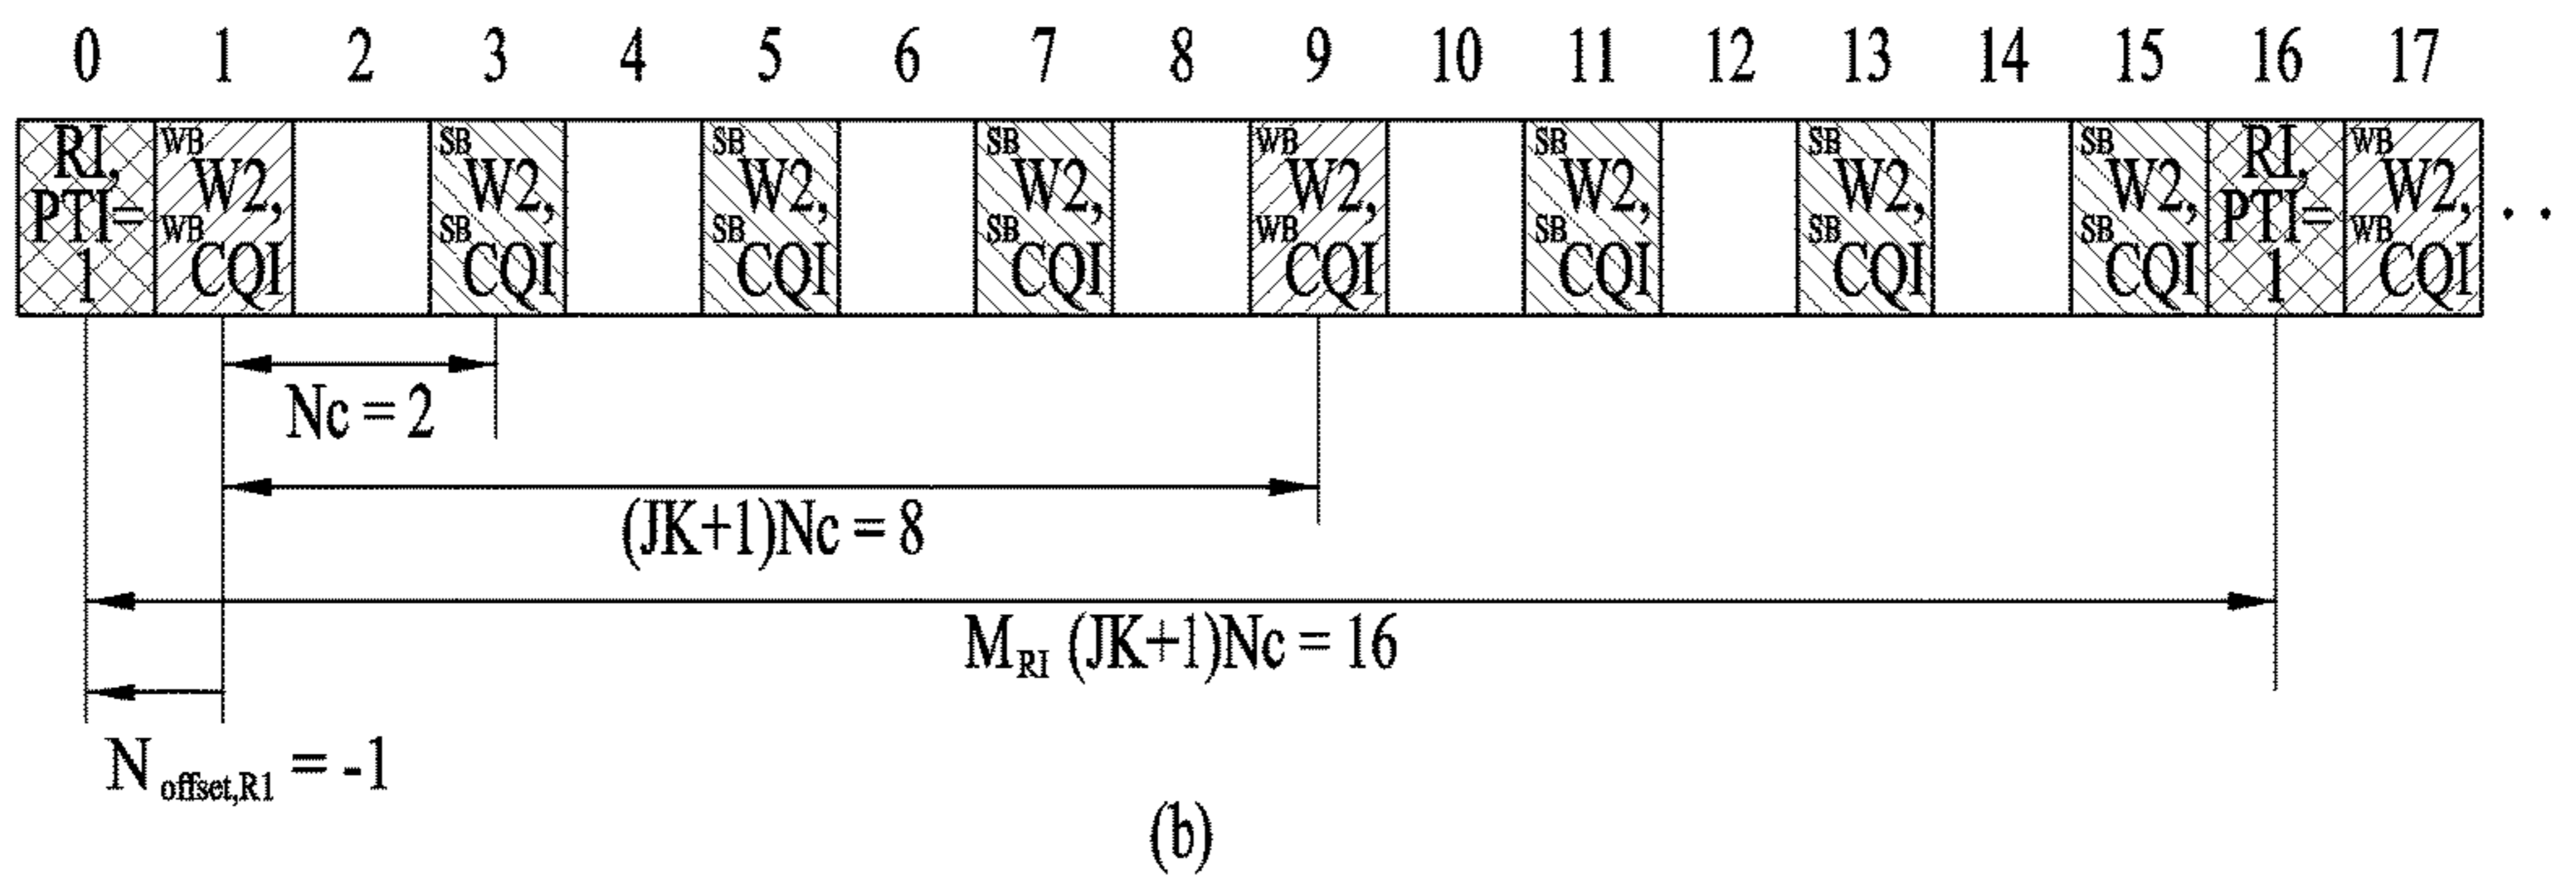 0 1 2 3 4 5 6 7 8 9 10 11 12 13 14 15 16 17
RI, PTI= 1
WB W2, WB CQI
SB W2, SB CQI
SB W2, SB CQI
SB W2, SB CQI
WB W2, WB CQI
SB W2, SB CQI
SB W2, SB CQI
SB W2, SB CQI
RI, PTI= 1
WB W2, WB CQI
. .
Nc = 2
(JK+1)Nc = 8
M RI (JK+1)Nc = 16
N offset,R1 = -1
(b)